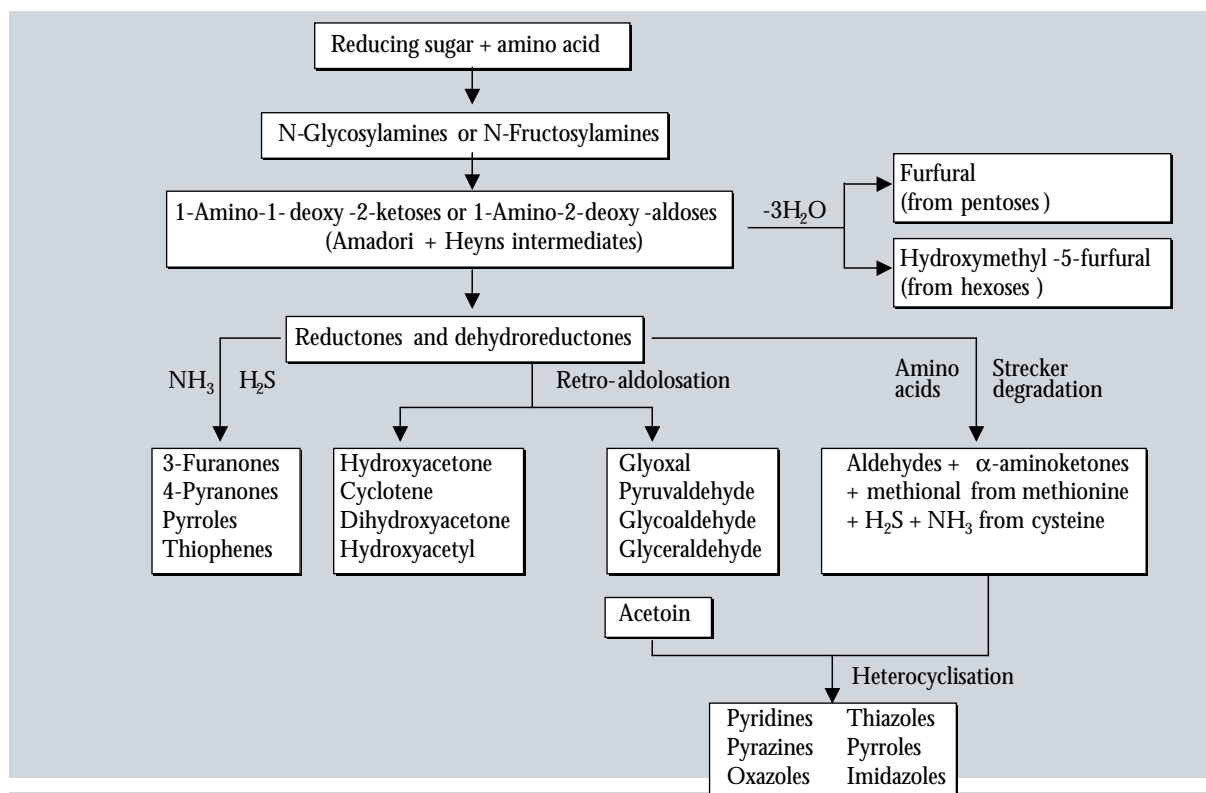 Reducing sugar + amino acid
N-Glycosylamines or N-Fructosylamines
1-Amino-1- deoxy -2-ketoses or 1-Amino-2-deoxy -aldoses
(Amadori + Heyns intermediates)
-3H₂O
Furfural
(from pentoses )
Hydroxymethyl -5-furfural
(from hexoses )
Reductones and dehydroreductones
NH₃
H₂S
Retro-aldolosation
Amino
acids
Strecker
degradation
3-Furanones
4-Pyranones
Pyrroles
Thiophenes
Hydroxyacetone
Cyclotene
Dihydroxyacetone
Hydroxyacetyl
Glyoxal
Pyruvaldehyde
Glycoaldehyde
Glyceraldehyde
Aldehydes + α-aminoketones
+ methional from methionine
+ H₂S + NH₃ from cysteine
Acetoin
Heterocyclisation
Pyridines Thiazoles
Pyrazines Pyrroles
Oxazoles Imidazoles